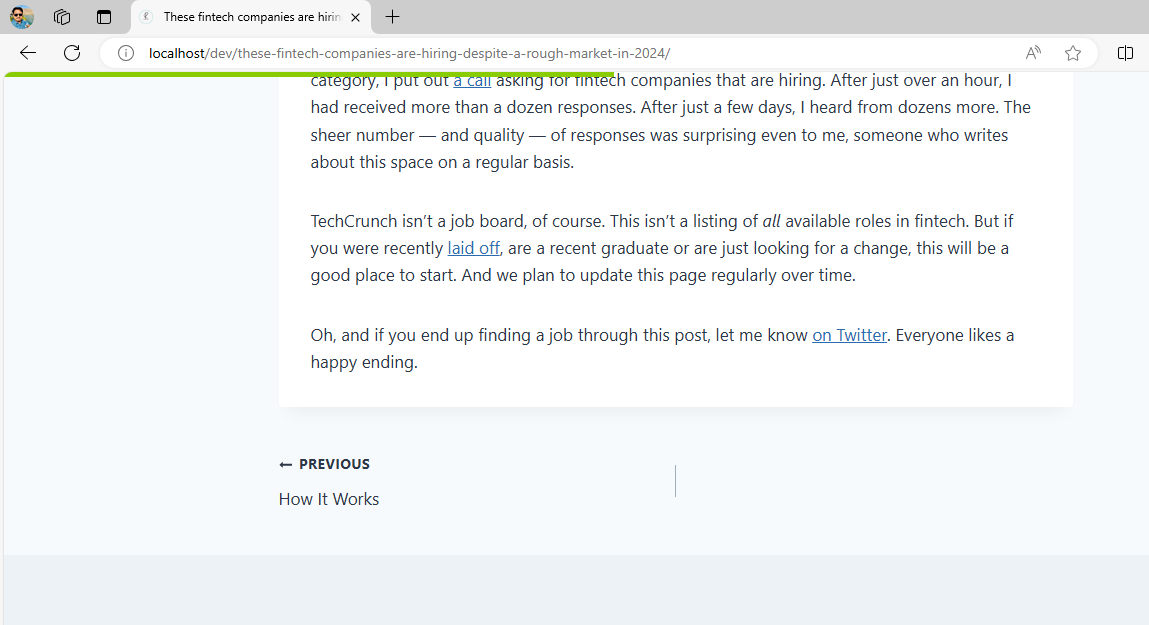 These fintech companies are hirin
localhost/dev/these-fintech-companies-are-hiring-despite-a-rough-market-in-2024/
category, I put out a call asking for fintech companies that are hiring. After just over an hour, I
had received more than a dozen responses. After just a few days, I heard from dozens more. The
sheer number — and quality — of responses was surprising even to me, someone who writes
about this space on a regular basis.
TechCrunch isn’t a job board, of course. This isn’t a listing of all available roles in fintech. But if
you were recently laid off, are a recent graduate or are just looking for a change, this will be a
good place to start. And we plan to update this page regularly over time.
Oh, and if you end up finding a job through this post, let me know on Twitter. Everyone likes a
happy ending.
← PREVIOUS
How It Works